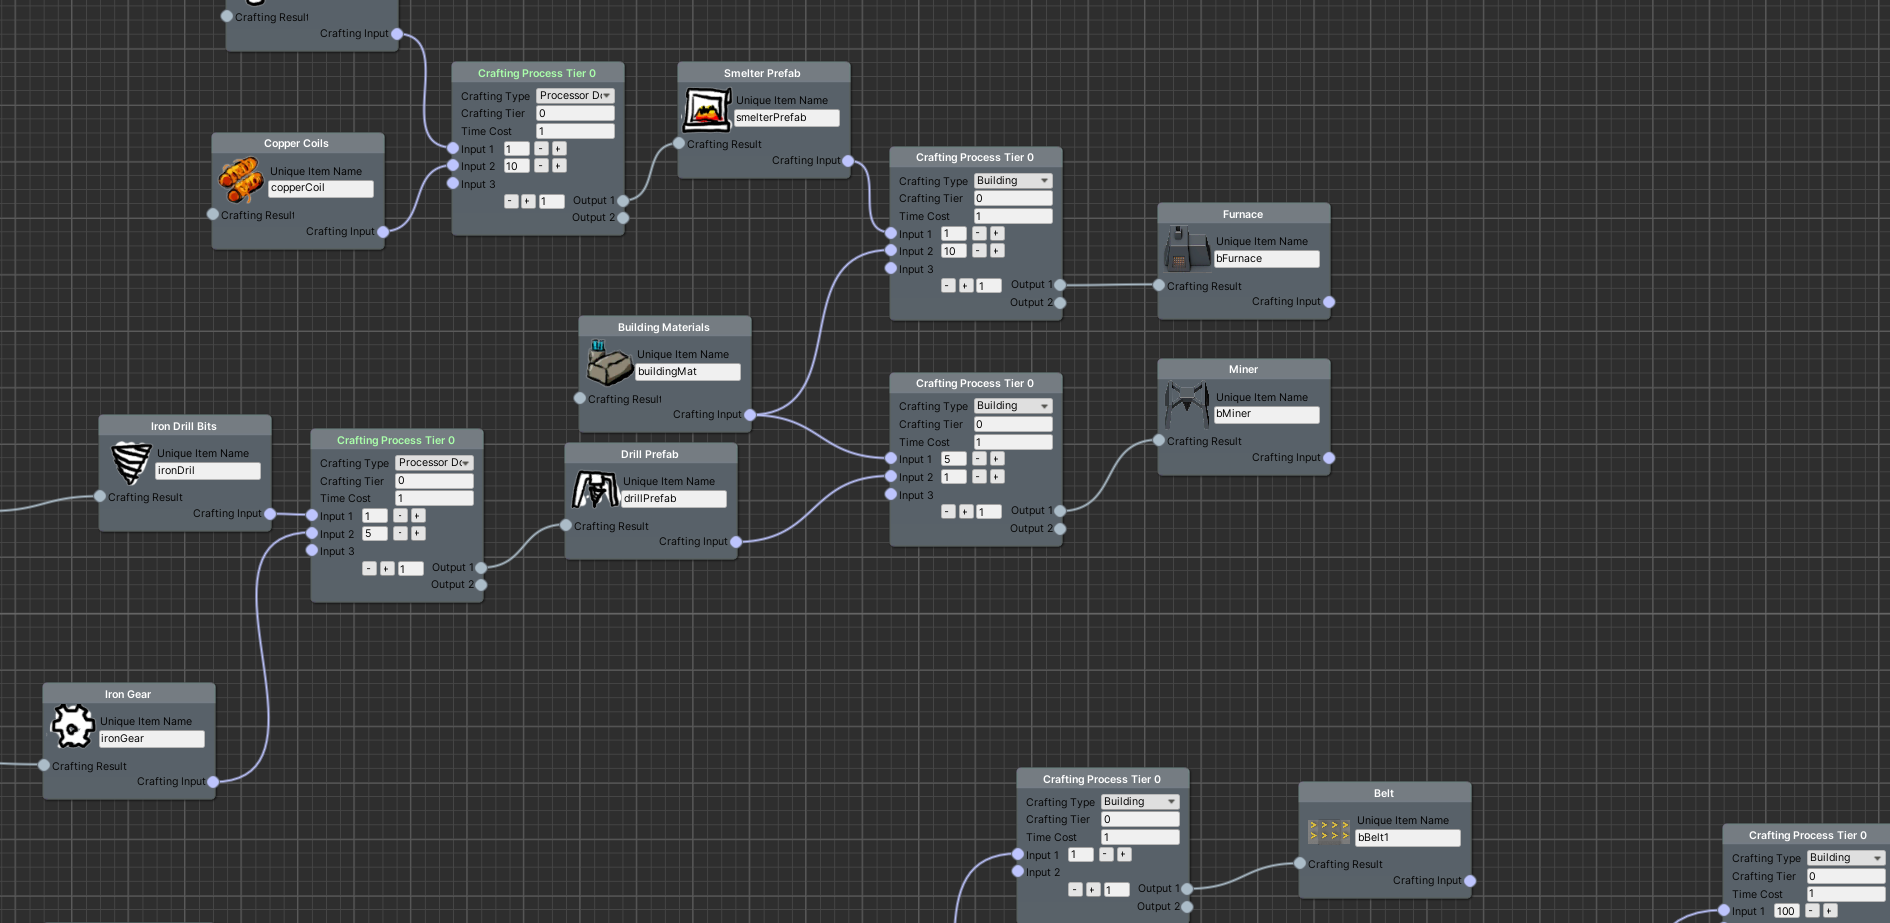 Crafting Result
Crafting Input
Crafting Process Tier 0
Crafting Type Processor Do
Crafting Tier 0
Time Cost 1
Input 1 1 - +
Input 2 10 - +
Input 3
- + 1 Output 1
Output 2
Smelter Prefab
Unique Item Name
smelterPrefab
Crafting Result
Crafting Input
Copper Coils
Unique Item Name
copperCoil
Crafting Result
Crafting Input
Crafting Process Tier 0
Crafting Type Building
Crafting Tier 0
Time Cost 1
Input 1 1 - +
Input 2 10 - +
Input 3
- + 1 Output 1
Output 2
Furnace
Unique Item Name
bFurnace
Crafting Result
Crafting Input
Building Materials
Unique Item Name
buildingMat
Crafting Result
Crafting Input
Crafting Process Tier 0
Crafting Type Building
Crafting Tier 0
Time Cost 1
Input 1 5 - +
Input 2 1 - +
Input 3
- + 1 Output 1
Output 2
Miner
Unique Item Name
bMiner
Crafting Result
Crafting Input
Iron Drill Bits
Unique Item Name
ironDril
Crafting Result
Crafting Input
Crafting Process Tier 0
Crafting Type Processor Do
Crafting Tier 0
Time Cost 1
Input 1 1 - +
Input 2 5 - +
Input 3
- + 1 Output 1
Output 2
Drill Prefab
Unique Item Name
drillPrefab
Crafting Result
Crafting Input
Iron Gear
Unique Item Name
ironGear
Crafting Result
Crafting Input
Crafting Process Tier 0
Crafting Type Building
Crafting Tier 0
Time Cost 1
Input 1 1 - +
Input 2
- + 1 Output 1
Output 2
Belt
Unique Item Name
bBelt1
Crafting Result
Crafting Input
Crafting Process Tier 0
Crafting Type Building
Crafting Tier 0
Time Cost 1
Input 1 100 - +